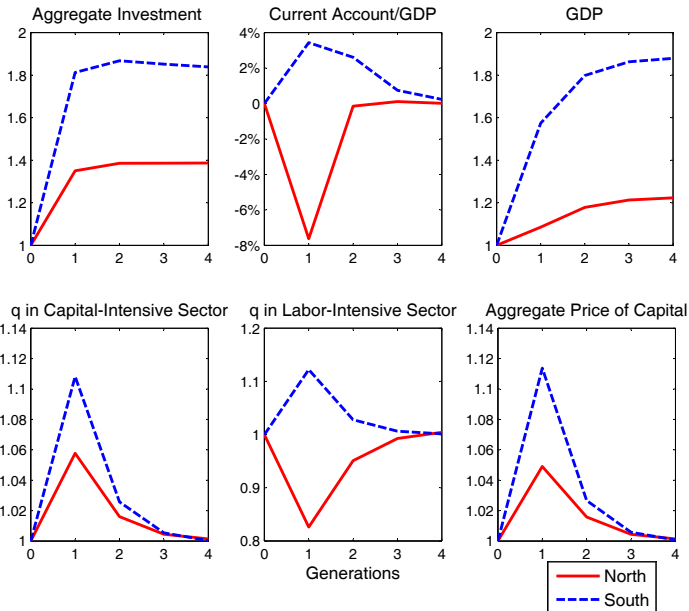 Aggregate Investment
2
1.8
1.6
1.4
1.2
1
0 1 2 3 4
Current Account/GDP
4%
2%
0
-2%
-4%
-6%
-8%
0 1 2 3 4
GDP
2
1.8
1.6
1.4
1.2
1
0 1 2 3 4
q in Capital-Intensive Sector
1.14
1.12
1.1
1.08
1.06
1.04
1.02
1
0 1 2 3 4
q in Labor-Intensive Sector
1.2
1.1
1
0.9
0.8
0 1 2 3 4
Generations
Aggregate Price of Capital
1.14
1.12
1.1
1.08
1.06
1.04
1.02
1
0 1 2 3 4
North
South